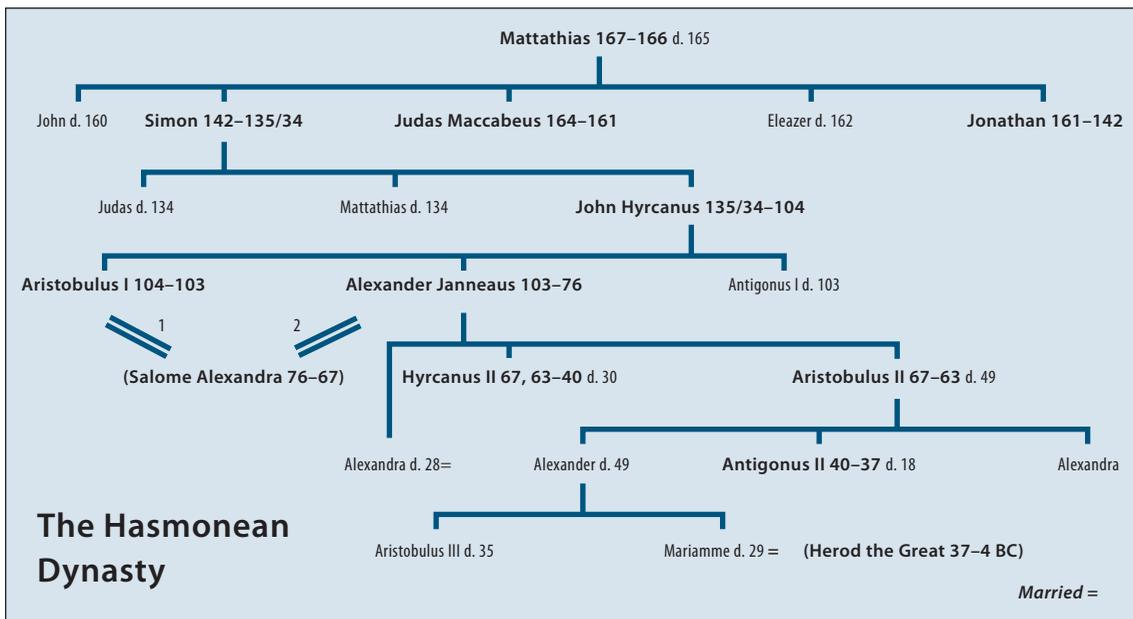 Mattathias 167–166 d. 165
John d. 160 Simon 142–135/34 Judas Maccabeus 164–161 Eleazer d. 162 Jonathan 161–142
Judas d. 134 Mattathias d. 134 John Hyrcanus 135/34–104
Aristobulus I 104–103 Alexander Janneaus 103–76 Antigonus I d. 103
1 2
(Salome Alexandra 76–67) Hyrcanus II 67, 63–40 d. 30 Aristobulus II 67–63 d. 49
Alexandra d. 28= Alexander d. 49 Antigonus II 40–37 d. 18 Alexandra
Aristobulus III d. 35 Mariamme d. 29 = (Herod the Great 37–4 BC)
The Hasmonean
Dynasty
Married =